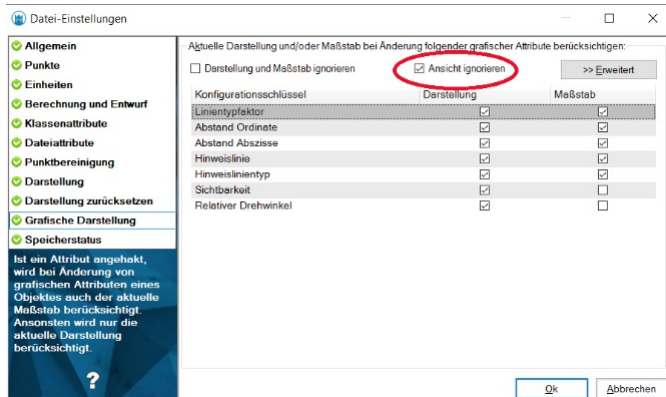 Datei-Einstellungen
Allgemein
Punkte
Einheiten
Berechnung und Entwurf
Klassenattribute
Dateiattribute
Punktbereinigung
Darstellung
Darstellung zurücksetzen
Grafische Darstellung
Speicherstatus
Ist ein Attribut angehakt,
wird bei Änderung von
grafischen Attributen eines
Objektes auch der aktuelle
Maßstab berücksichtigt.
Ansonsten wird nur die
aktuelle Darstellung
berücksichtigt.
?
Aktuelle Darstellung und/oder Maßstab bei Änderung folgender grafischer Attribute berücksichtigen:
Darstellung und Maßstab ignorieren Ansicht ignorieren >> Erweitert
Konfigurationsschlüssel Darstellung Maßstab
Linientypfaktor
Abstand Ordinate
Abstand Abszisse
Hinweislinie
Hinweislinientyp
Sichtbarkeit
Relativer Drehwinkel
Ok Abbrechen